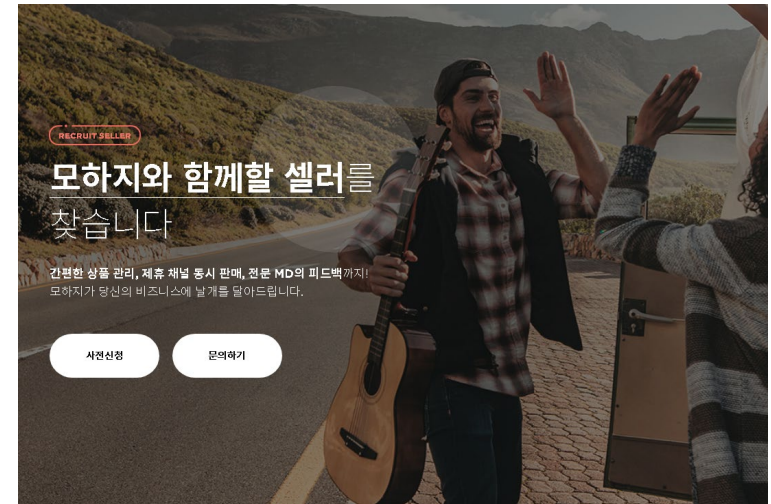 RECRUIT SELLER
모하지와 함께할 셀러를
찾습니다
간편한 상품 관리, 제휴 채널 동시 판매, 전문 MD의 피드백까지!
모하지가 당신의 비즈니스에 날개를 달아드립니다.
사전신청
문의하기